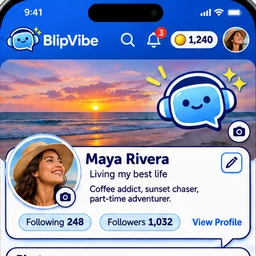 9:41
BlipVibe
3
1,240
Maya Rivera
Living my best life
Coffee addict, sunset chaser,
part-time adventurer.
Following 248
Followers 1,032
View Profile